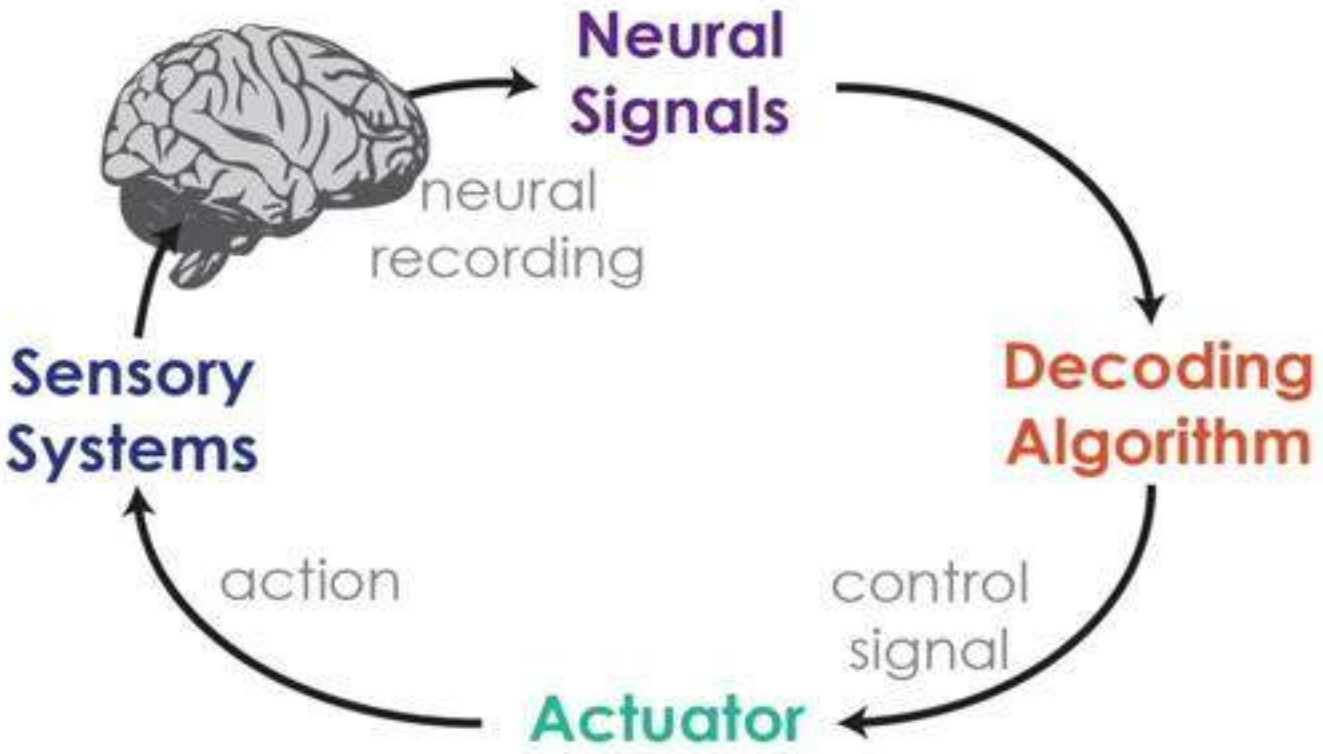 Neural
Signals
neural
recording
Sensory
Systems
Decoding
Algorithm
action
control
signal
Actuator